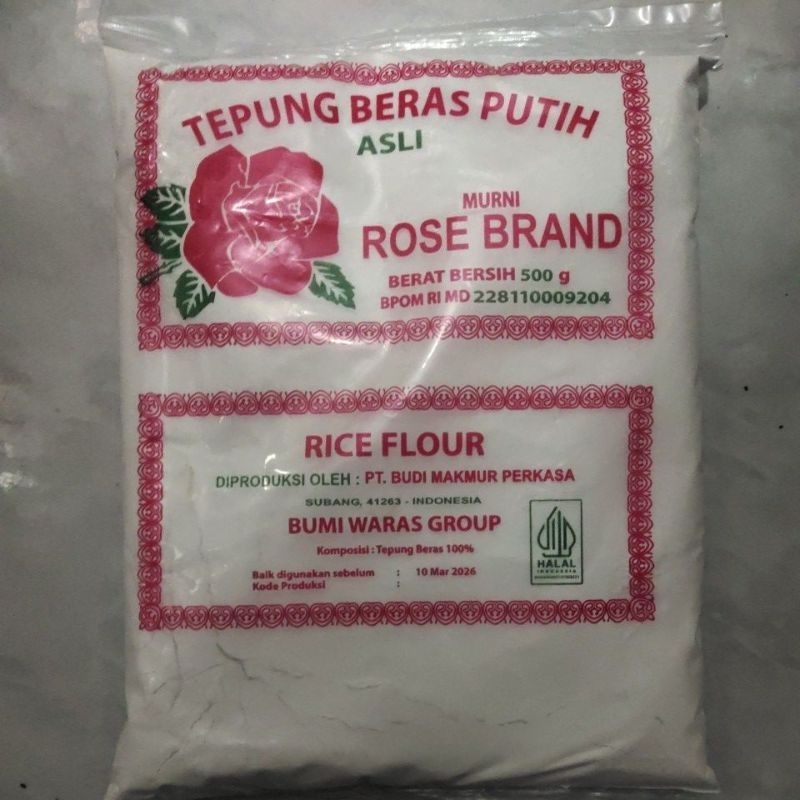 TEPUNG BERAS PUTIH
ASLI
MURNI
ROSE BRAND
BERAT BERSIH 500 g
BPOM RI MD 228110009204
RICE FLOUR
DIPRODUKSI OLEH : PT. BUDI MAKMUR PERKASA
SUBANG, 41263 - INDONESIA
BUMI WARAS GROUP
Komposisi : Tepung Beras 100%
HALAL
INDONESIA
Baik digunakan sebelum : 10 Mar 2026
Kode Produksi :